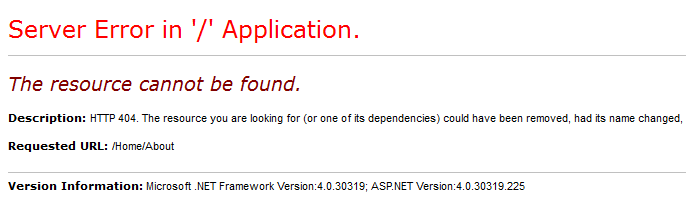 Server Error in '/' Application.
The resource cannot be found.
Description: HTTP 404. The resource you are looking for (or one of its dependencies) could have been removed, had its name changed,
Requested URL: /Home/About
Version Information: Microsoft .NET Framework Version:4.0.30319; ASP.NET Version:4.0.30319.225